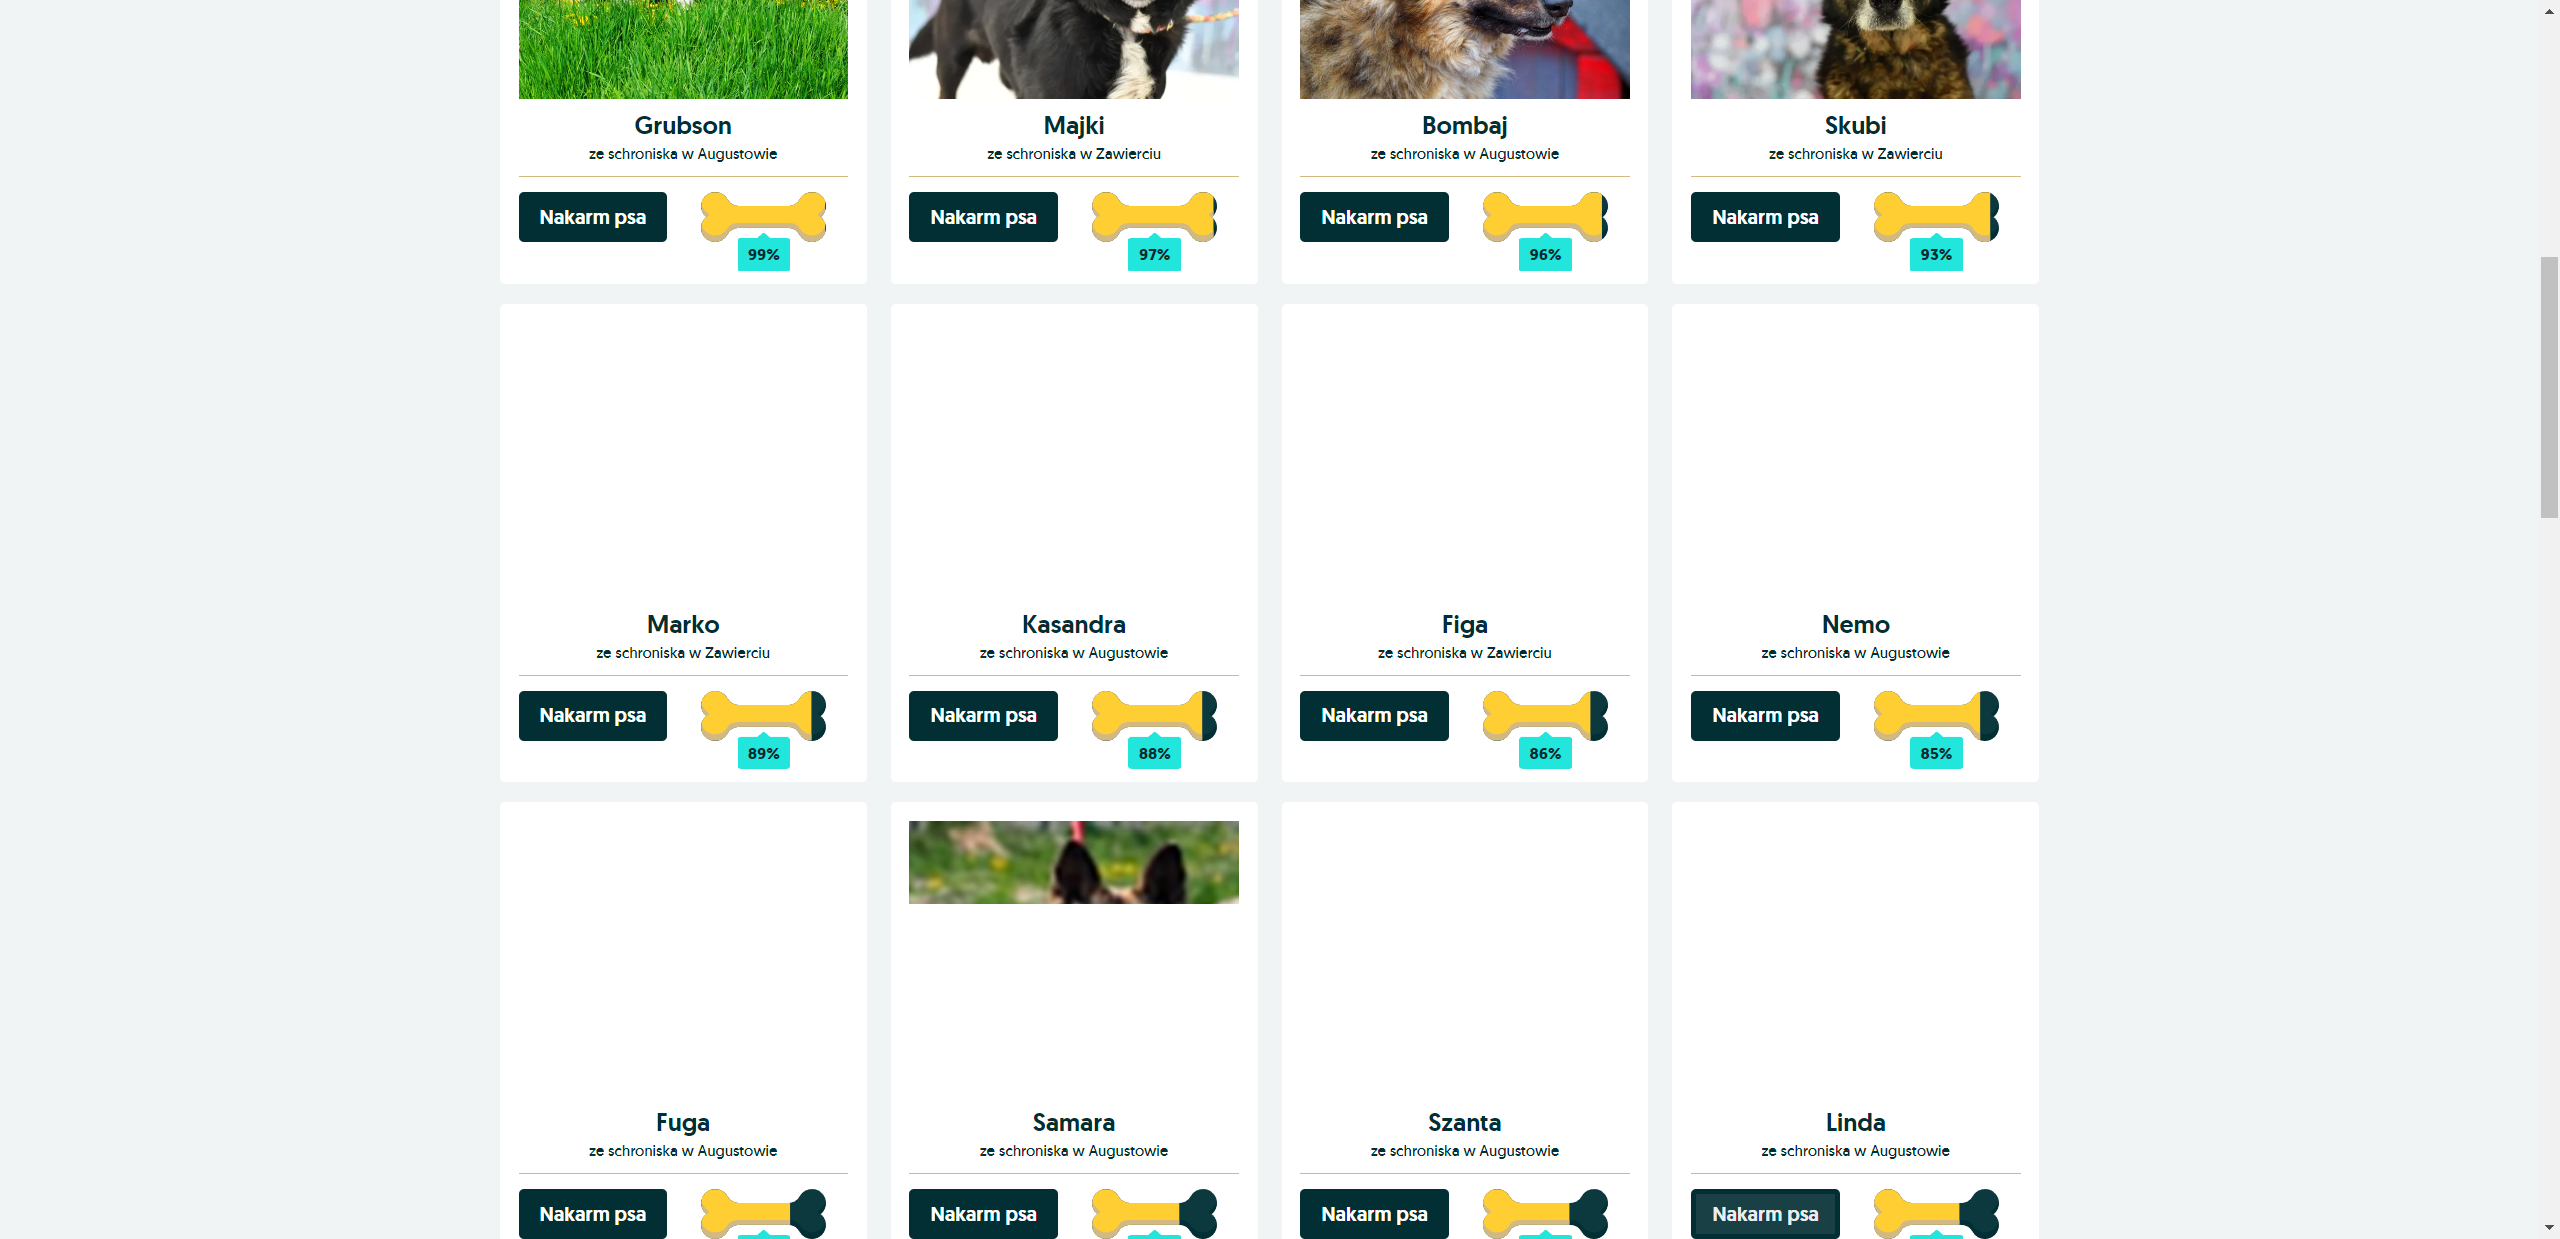 Grubson
ze schroniska w Augustowie
Nakarm psa
99%
Majki
ze schroniska w Zawierciu
Nakarm psa
97%
Bombaj
ze schroniska w Augustowie
Nakarm psa
96%
Skubi
ze schroniska w Zawierciu
Nakarm psa
93%
Marko
ze schroniska w Zawierciu
Nakarm psa
89%
Kasandra
ze schroniska w Augustowie
Nakarm psa
88%
Figa
ze schroniska w Zawierciu
Nakarm psa
86%
Nemo
ze schroniska w Augustowie
Nakarm psa
85%
Fuga
ze schroniska w Augustowie
Nakarm psa
Samara
ze schroniska w Augustowie
Nakarm psa
Szanta
ze schroniska w Augustowie
Nakarm psa
Linda
ze schroniska w Augustowie
Nakarm psa